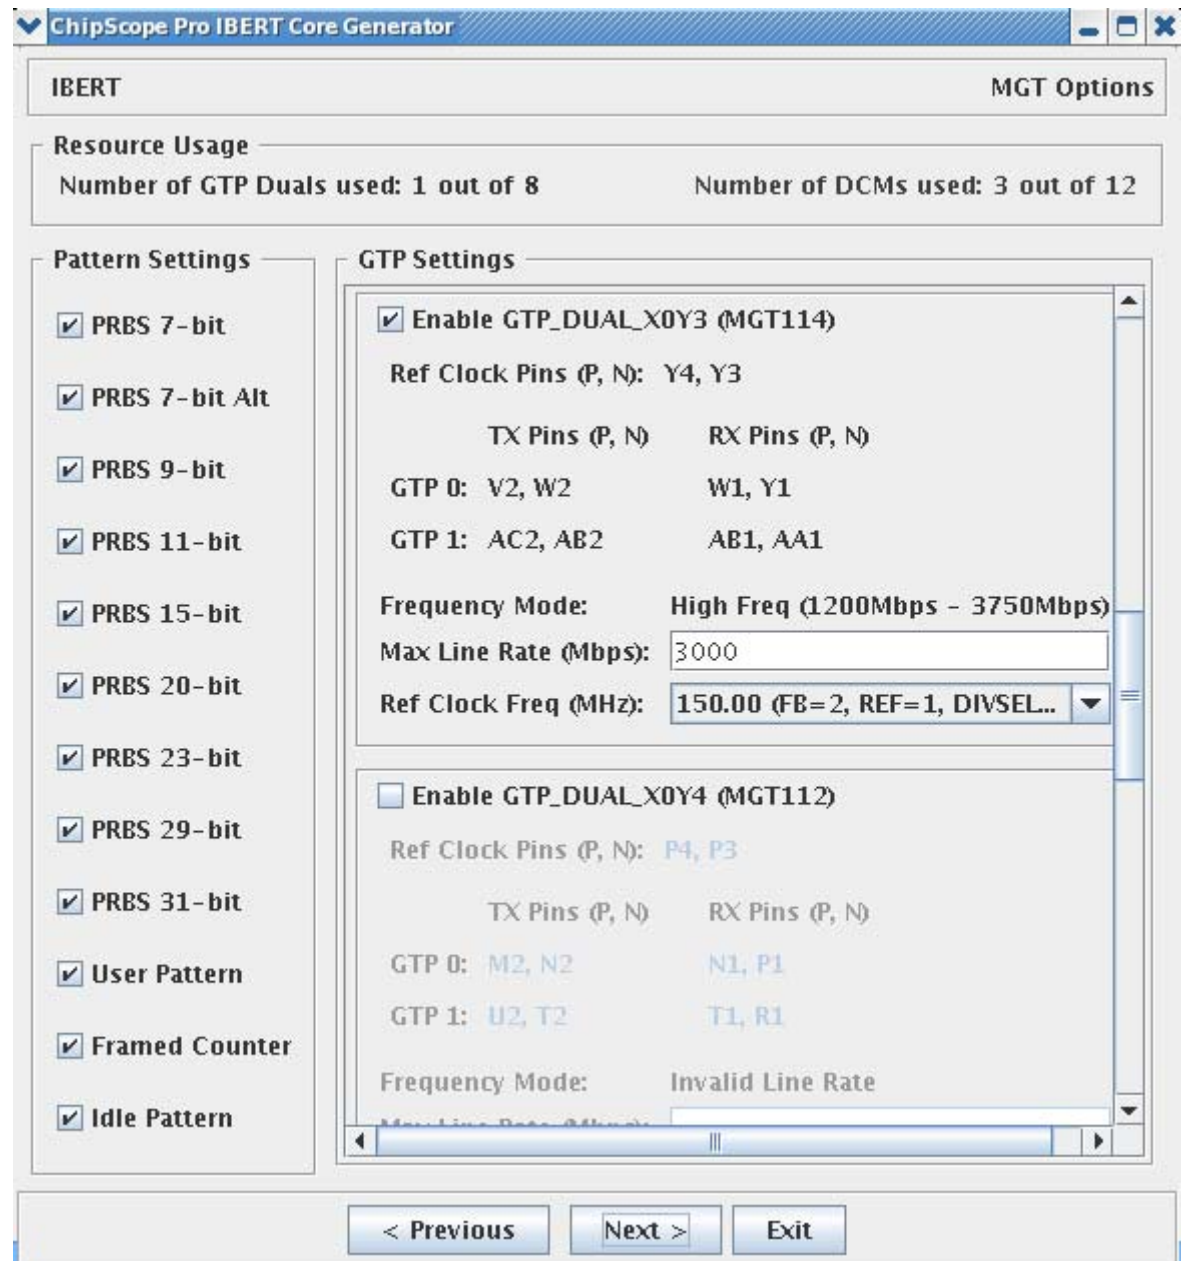 ChipScope Pro IBERT Core Generator
IBERT MGT Options
Resource Usage
Number of GTP Duals used: 1 out of 8 Number of DCMs used: 3 out of 12
Pattern Settings
PRBS 7-bit
PRBS 7-bit Alt
PRBS 9-bit
PRBS 11-bit
PRBS 15-bit
PRBS 20-bit
PRBS 23-bit
PRBS 29-bit
PRBS 31-bit
User Pattern
Framed Counter
Idle Pattern
GTP Settings
Enable GTP_DUAL_X0Y3 (MGT114)
Ref Clock Pins (P, N): Y4, Y3
TX Pins (P, N) RX Pins (P, N)
GTP 0: V2, W2 W1, Y1
GTP 1: AC2, AB2 AB1, AA1
Frequency Mode: High Freq (1200Mbps - 3750Mbps)
Max Line Rate (Mbps): 3000
Ref Clock Freq (MHz): 150.00 (FB=2, REF=1, DIVSEL...
Enable GTP_DUAL_X0Y4 (MGT112)
Ref Clock Pins (P, N): P4, P3
TX Pins (P, N) RX Pins (P, N)
GTP 0: M2, N2 N1, P1
GTP 1: U2, T2 T1, R1
Frequency Mode: Invalid Line Rate
< Previous Next > Exit